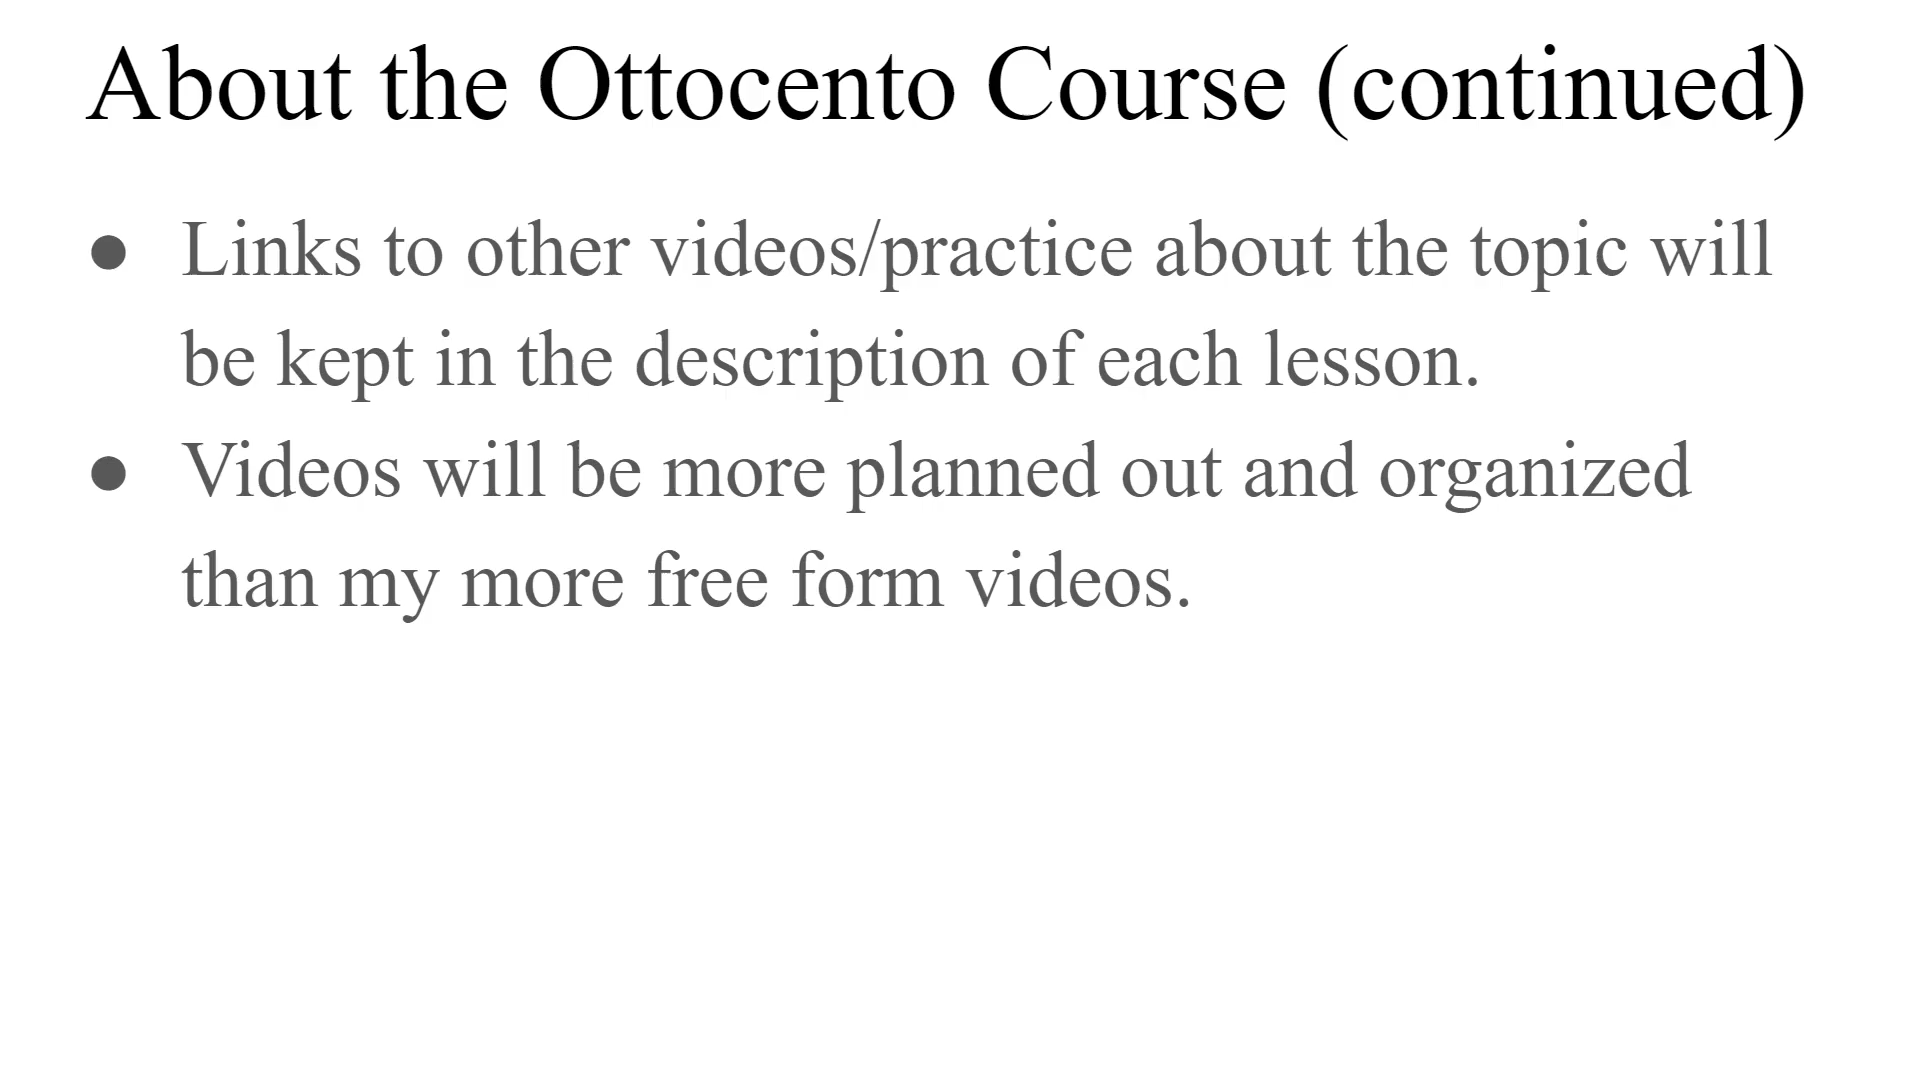 About the Ottocento Course (continued)
● Links to other videos/practice about the topic will
be kept in the description of each lesson.
● Videos will be more planned out and organized
than my more free form videos.